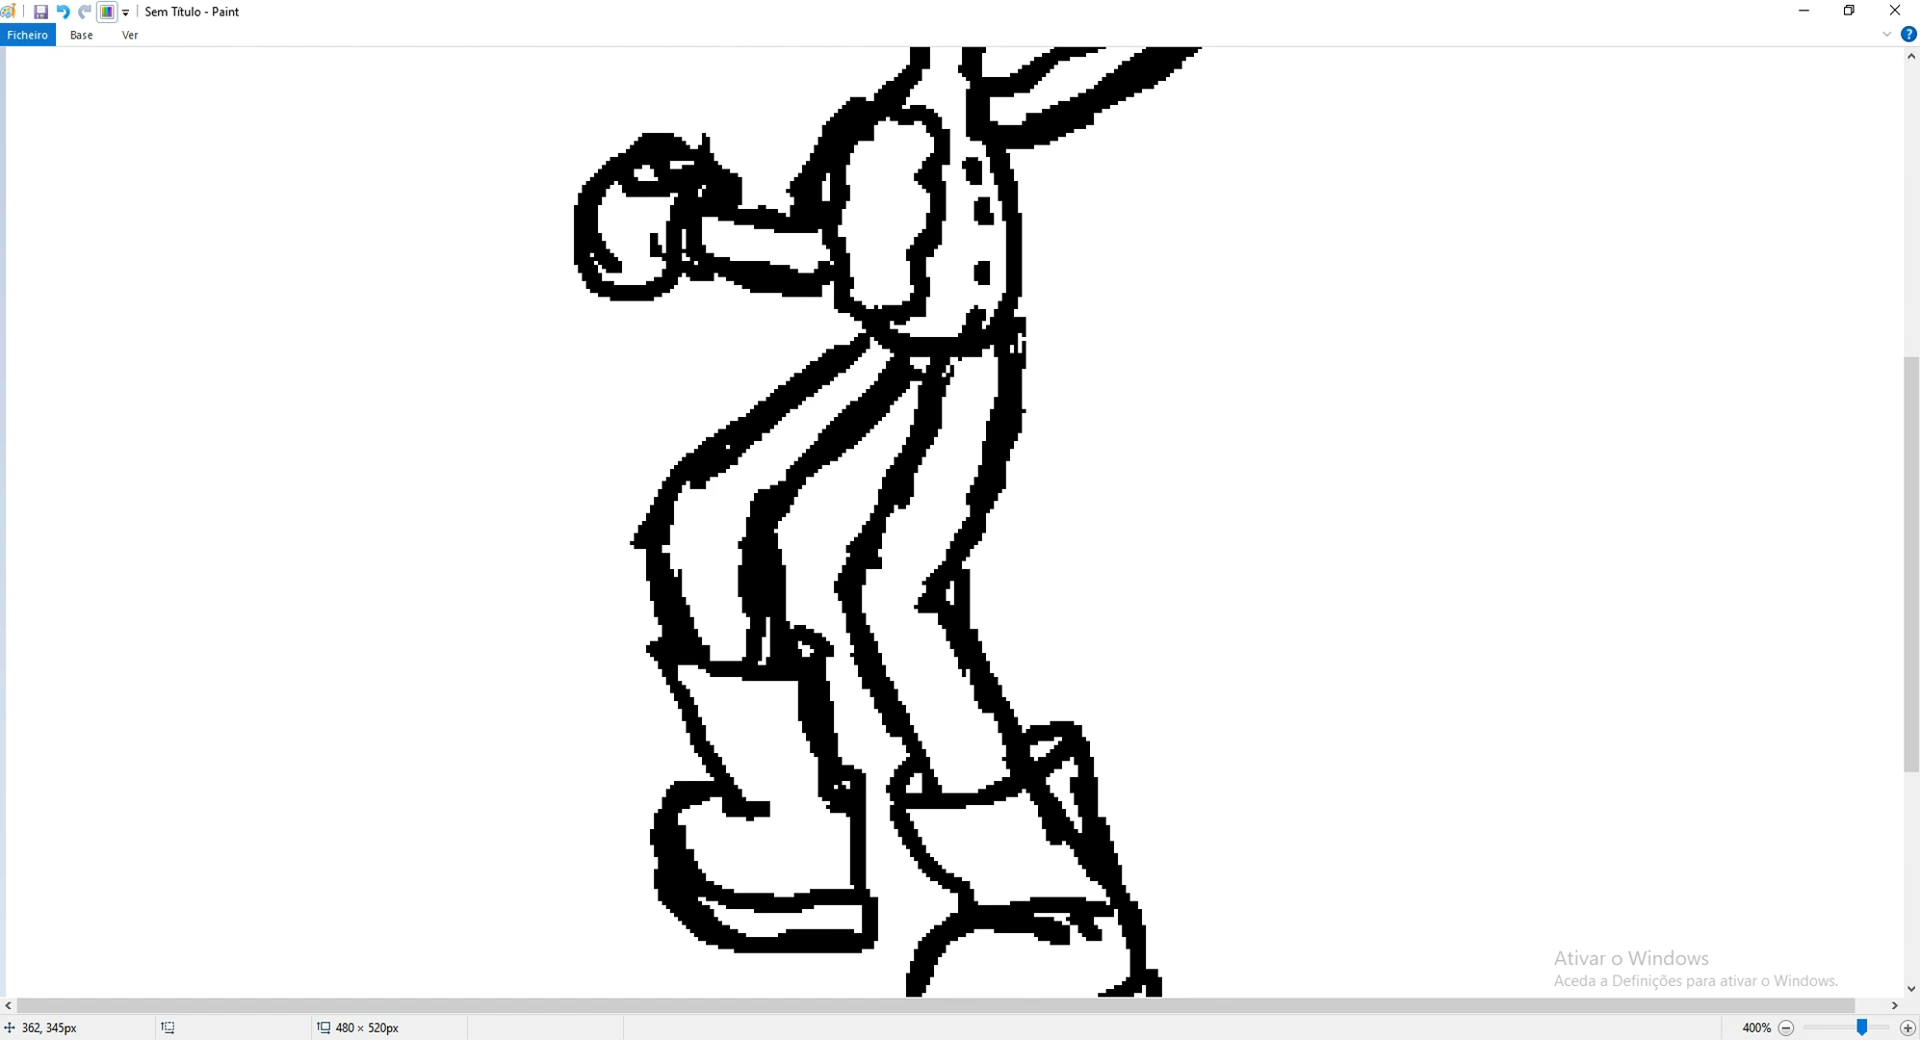 Sem Título - Paint
Ficheiro Base Ver
Ativar o Windows
Aceda a Definições para ativar o Windows.
362, 345px
480 × 520px
400%